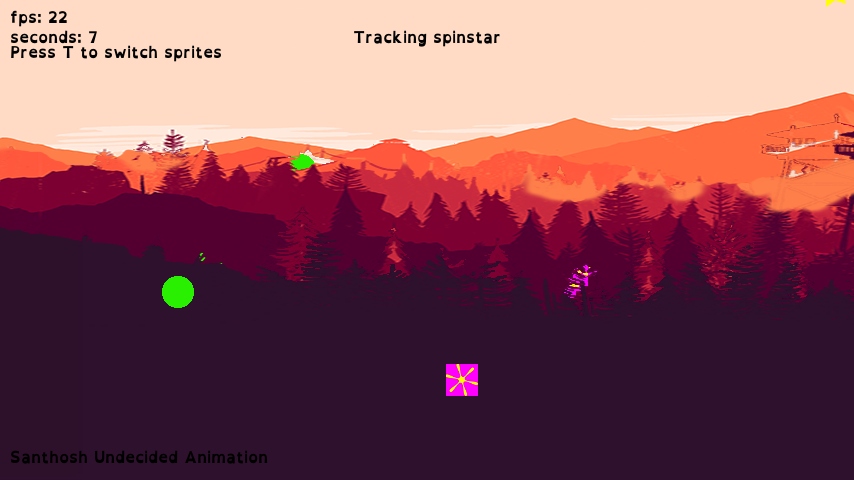 fps: 22
seconds: 7
Tracking spinstar
Press T to switch sprites
Santhosh Undecided Animation